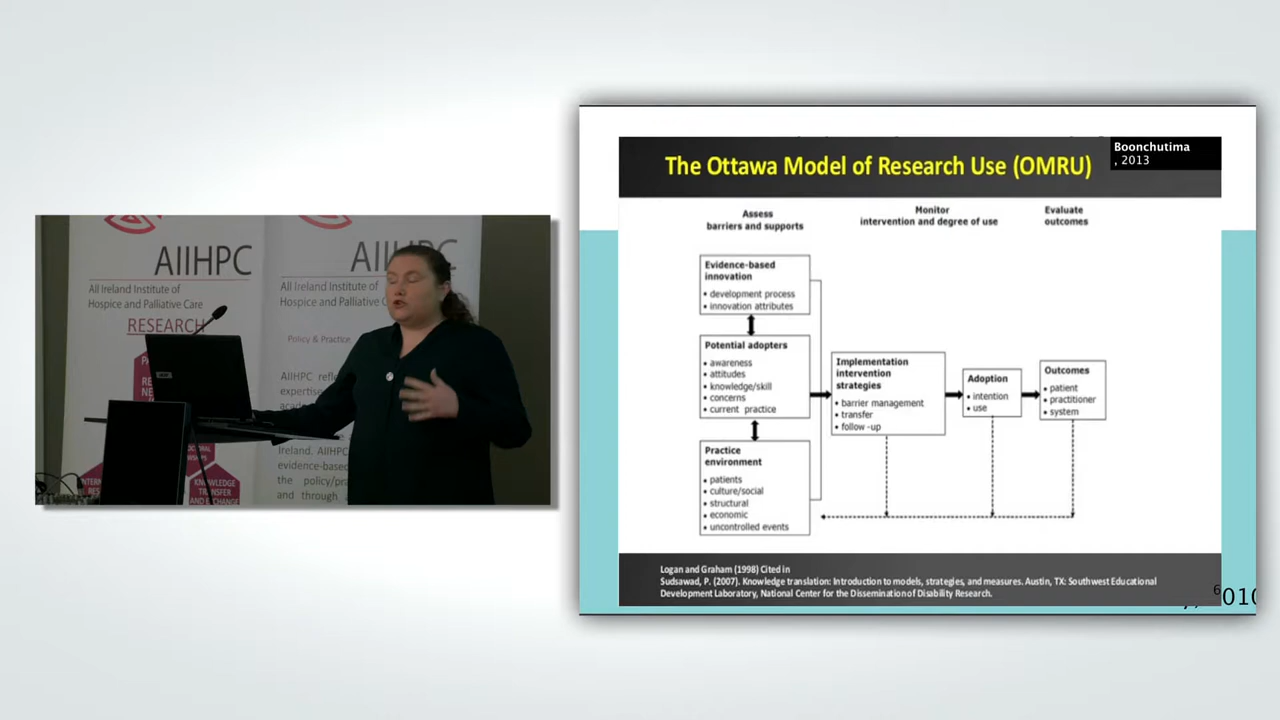 AIIHPC
All Ireland Institute of
Hospice and Palliative Care
RESEARCH
KNOWLEDGE
TRANSFER
AND EXCHANGE
All Ireland Institute of
Hospice and Palliative C
Policy & Practice
AIIHPC refle
expertise
Ireland. AIIHPC
evidence-based
the policy/pra
and through
The Ottawa Model of Research Use (OMRU)
Boonchutima
, 2013
Assess
barriers and supports
Monitor
intervention and degree of use
Evaluate
outcomes
Evidence-based
innovation
• development process
• innovation attributes
Potential adopters
• awareness
• attitudes
• knowledge/skill
• concerns
• current practice
Practice
environment
• patients
• culture/social
• structural
• economic
• uncontrolled events
Implementation
intervention
strategies
• barrier management
• transfer
• follow -up
Adoption
• intention
• use
Outcomes
• patient
• practitioner
• system
Logan and Graham (1998) Cited in
Sudsawad, P. (2007). Knowledge translation: Introduction to models, strategies, and measures. Austin, TX: Southwest Educational
Development Laboratory, National Center for the Dissemination of Disability Research.
6